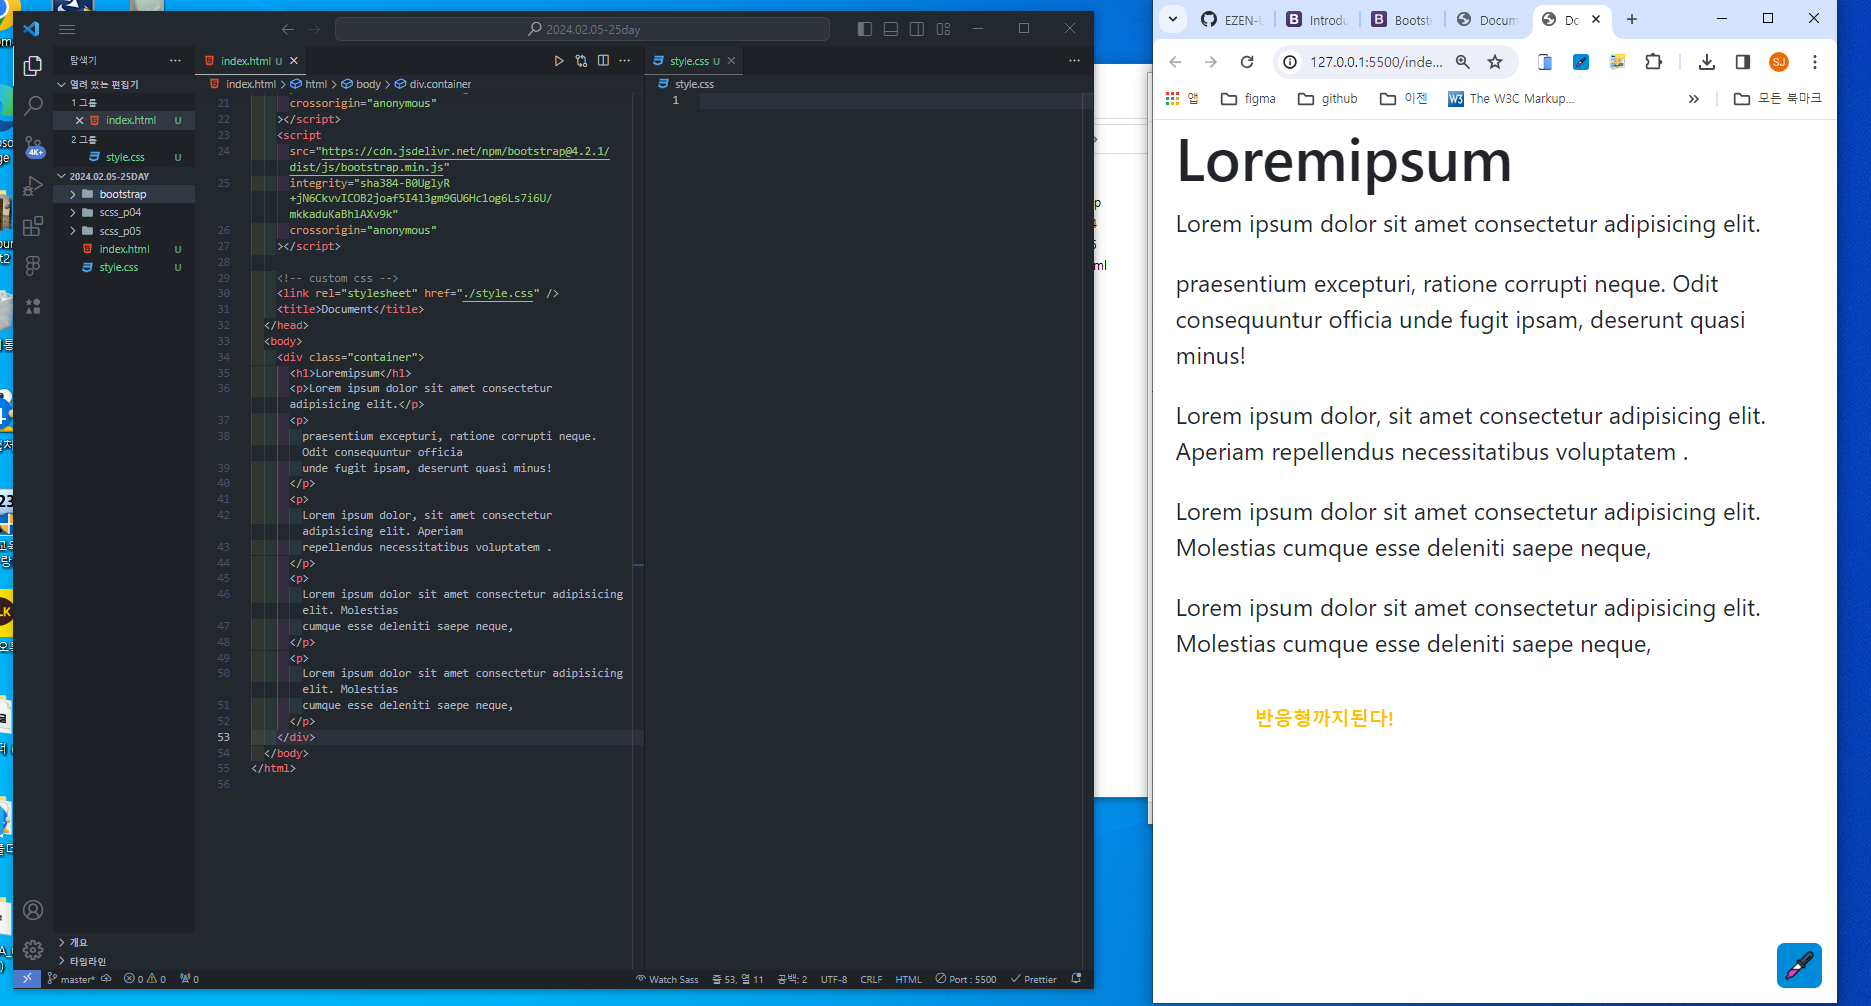 2024.02.05-25day
탐색기
열려 있는 편집기
1 그룹
index.html U
2 그룹
style.css U
2024.02.05-25DAY
bootstrap
scss_p04
scss_p05
index.html U
style.css U
개요
타임라인
4K+
index.html U
index.html > html > body > div.container
21 crossorigin="anonymous"
22 ></script>
23 <script
24 src="https://cdn.jsdelivr.net/npm/bootstrap@4.2.1/
dist/js/bootstrap.min.js"
25 integrity="sha384-B0UglyR
+jN6CkvvICOB2joaf5I4l3gm9GU6Hc1og6Ls7i6U/
mkkaduKaBhlAXv9k"
26 crossorigin="anonymous"
27 ></script>
28
29 <!-- custom css -->
30 <link rel="stylesheet" href="./style.css" />
31 <title>Document</title>
32 </head>
33 <body>
34 <div class="container">
35 <h1>Loremipsum</h1>
36 <p>Lorem ipsum dolor sit amet consectetur
adipisicing elit.</p>
37 <p>
38 praesentium excepturi, ratione corrupti neque.
Odit consequuntur officia
39 unde fugit ipsam, deserunt quasi minus!
40 </p>
41 <p>
42 Lorem ipsum dolor, sit amet consectetur
adipisicing elit. Aperiam
43 repellendus necessitatibus voluptatem .
44 </p>
45 <p>
46 Lorem ipsum dolor sit amet consectetur adipisicing
elit. Molestias
47 cumque esse deleniti saepe neque,
48 </p>
49 <p>
50 Lorem ipsum dolor sit amet consectetur adipisicing
elit. Molestias
51 cumque esse deleniti saepe neque,
52 </p>
53 </div>
54 </body>
55 </html>
56
style.css U
style.css
1
master* 0 0 0
Watch Sass 줄 53, 열 11 공백: 2 UTF-8 CRLF HTML Port : 5500 Prettier
EZEN-U Introdu Bootstr Docum Do
127.0.0.1:5500/inde...
SJ
앱 figma github 이젠 W3 The W3C Markup... » 모든 북마크
Loremipsum
Lorem ipsum dolor sit amet consectetur adipisicing elit.
praesentium excepturi, ratione corrupti neque. Odit
consequuntur officia unde fugit ipsam, deserunt quasi
minus!
Lorem ipsum dolor, sit amet consectetur adipisicing elit.
Aperiam repellendus necessitatibus voluptatem .
Lorem ipsum dolor sit amet consectetur adipisicing elit.
Molestias cumque esse deleniti saepe neque,
Lorem ipsum dolor sit amet consectetur adipisicing elit.
Molestias cumque esse deleniti saepe neque,
반응형까지된다!